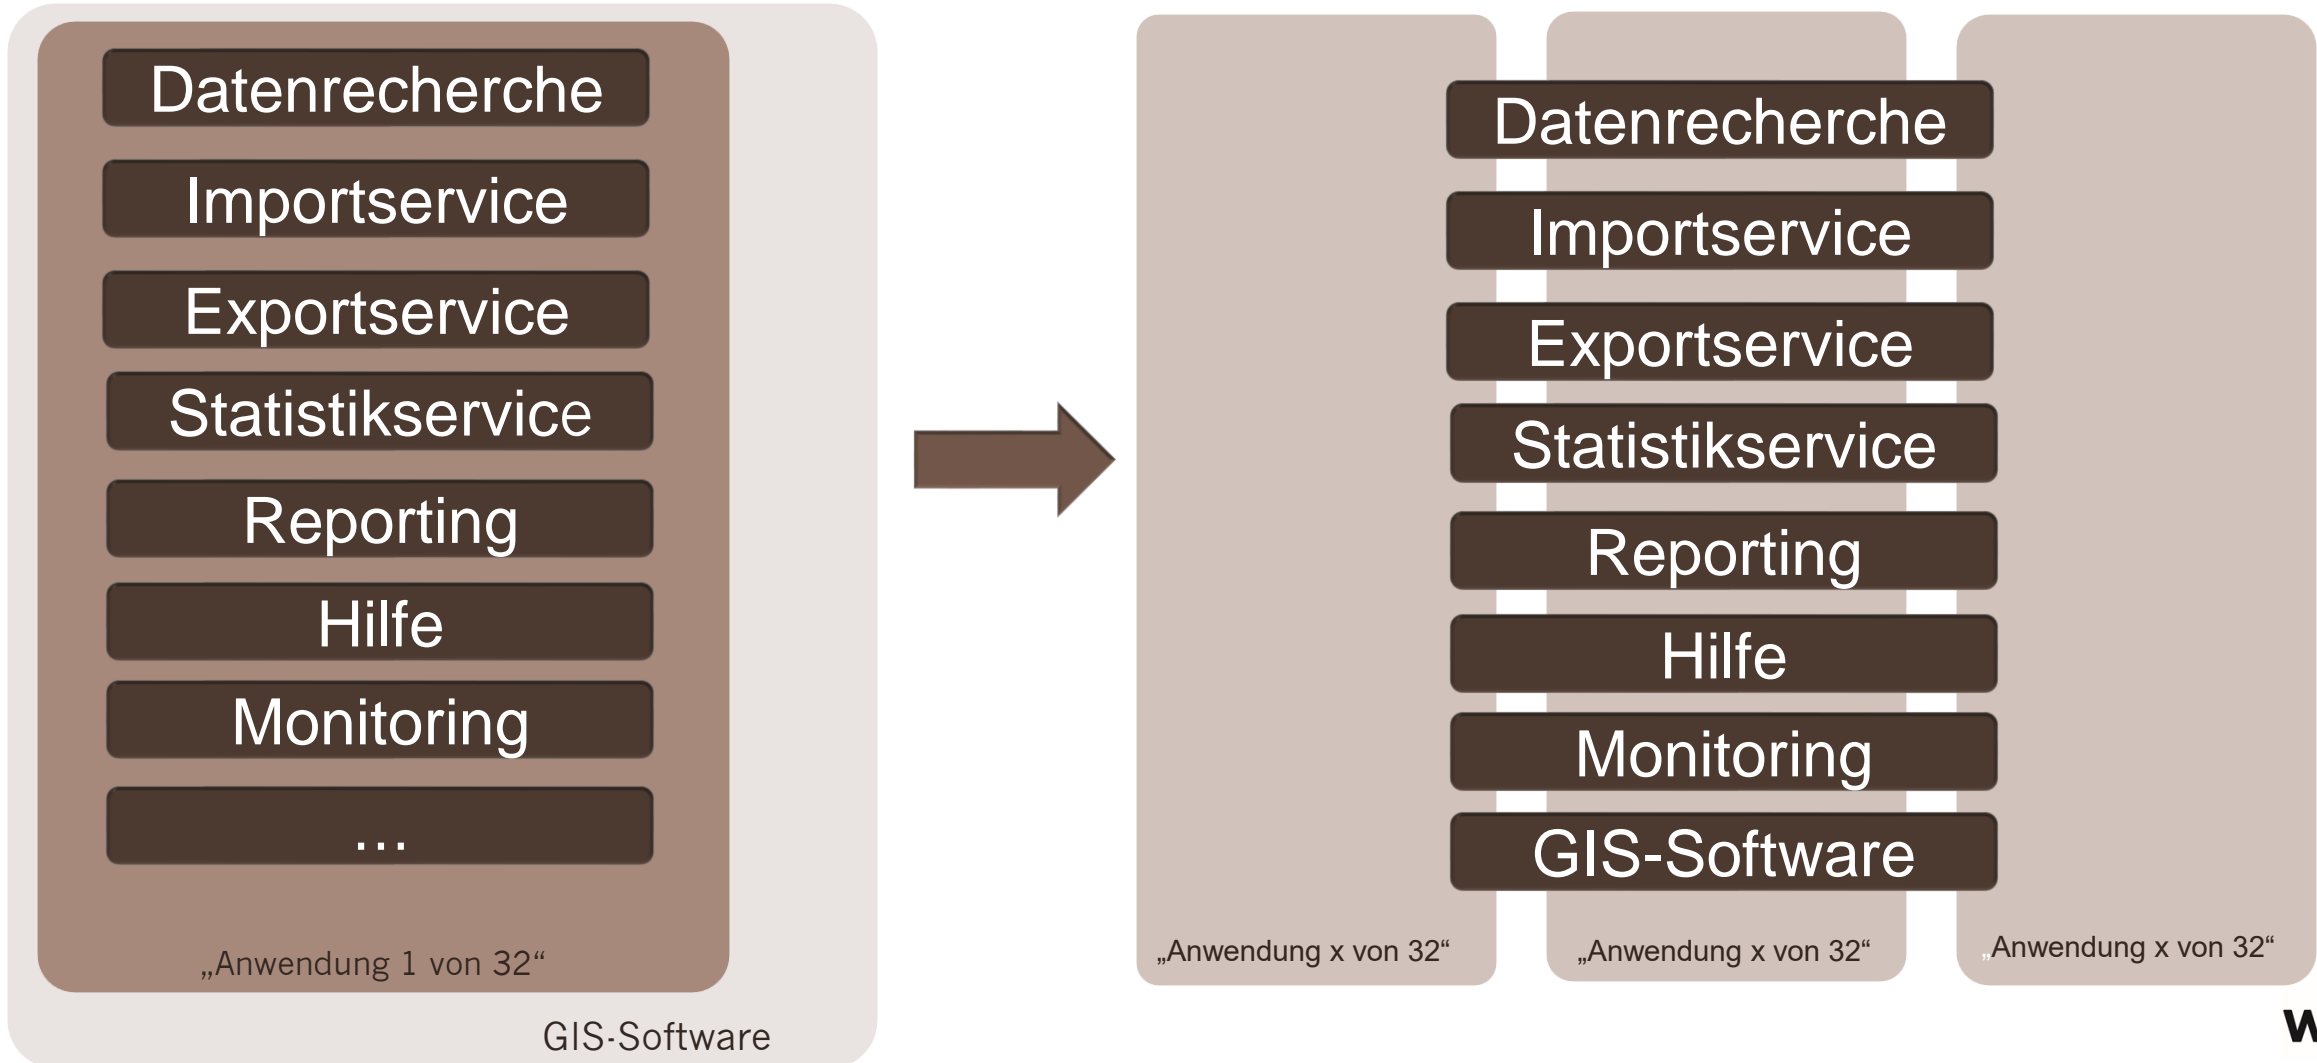 Datenrecherche
Importservice
Exportservice
Statistikservice
Reporting
Hilfe
Monitoring
...
„Anwendung 1 von 32“
GIS-Software
Datenrecherche
Importservice
Exportservice
Statistikservice
Reporting
Hilfe
Monitoring
GIS-Software
„Anwendung x von 32“
„Anwendung x von 32“
„Anwendung x von 32“